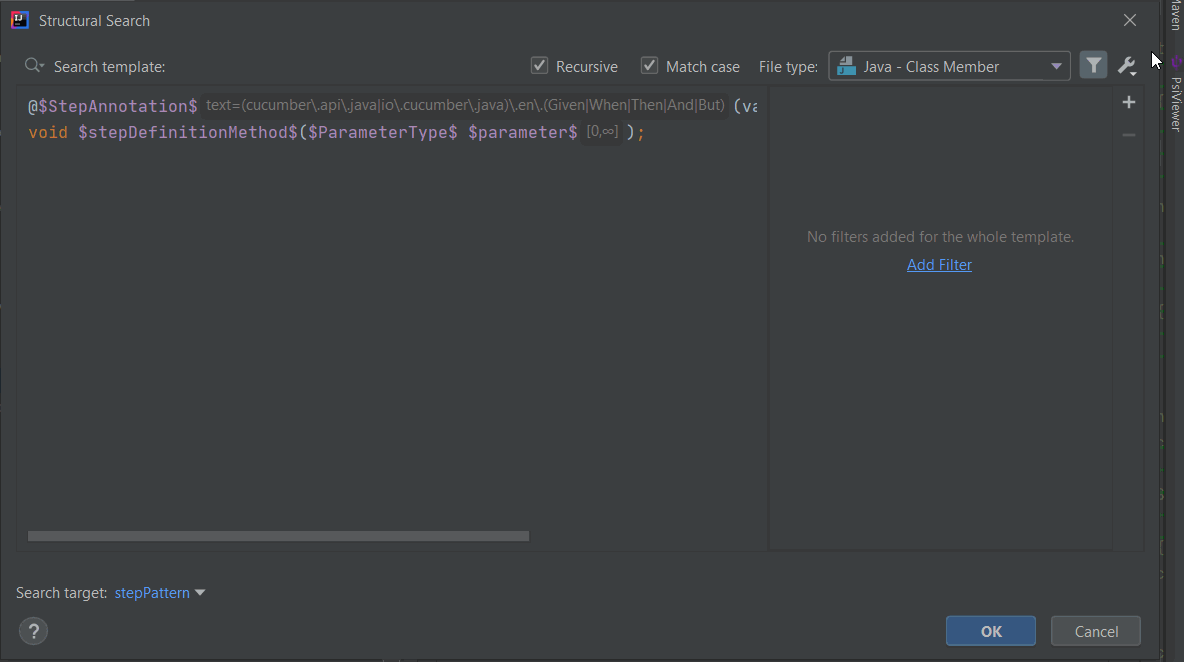 Structural Search
Search template:
Recursive
Match case
File type:
Java - Class Member
@$StepAnnotation$ text=(cucumber\.api\.java|io\.cucumber\.java)\.en\.(Given|When|Then|And|But) (va
void $stepDefinitionMethod$($ParameterType$ $parameter$ [0,∞] );
No filters added for the whole template.
Add Filter
Search target: stepPattern
?
OK
Cancel
Maven
PsiViewer